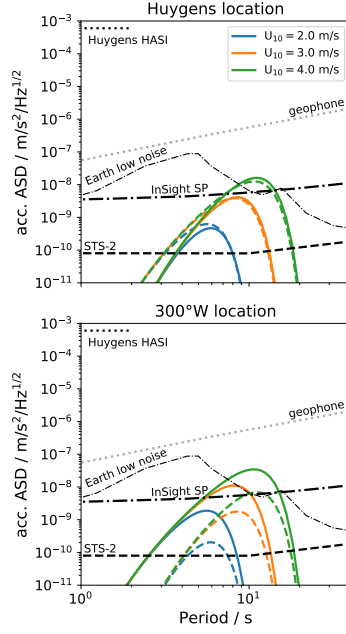 Huygens location
10⁻³
10⁻⁴
10⁻⁵
10⁻⁶
10⁻⁷
10⁻⁸
10⁻⁹
10⁻¹⁰
10⁻¹¹
acc. ASD / m/s²/Hz¹ᐟ²
Huygens HASI
U₁₀ = 2.0 m/s
U₁₀ = 3.0 m/s
U₁₀ = 4.0 m/s
geophone
Earth low noise
InSight SP
STS-2
300°W location
10⁻³
10⁻⁴
10⁻⁵
10⁻⁶
10⁻⁷
10⁻⁸
10⁻⁹
10⁻¹⁰
10⁻¹¹
acc. ASD / m/s²/Hz¹ᐟ²
Huygens HASI
geophone
Earth low noise
InSight SP
STS-2
10⁰
10¹
Period / s